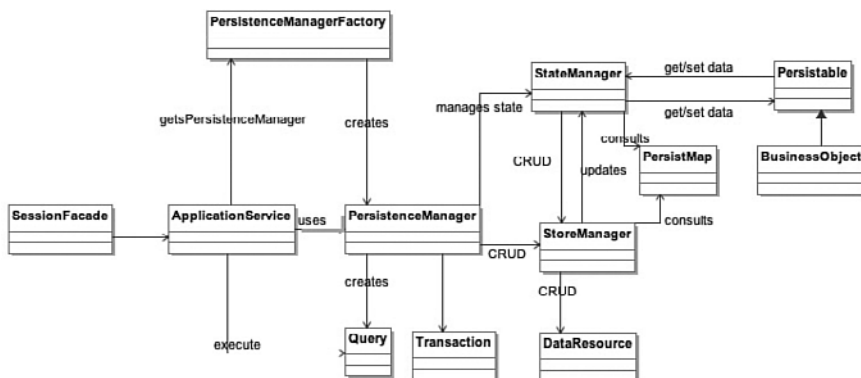 PersistenceManagerFactory
StateManager
get/set data
Persistable
manages state
get/set data
getsPersistenceManager
creates
consults
CRUD
updates
PersistMap
BusinessObject
SessionFacade
ApplicationService
uses
PersistenceManager
StoreManager
consults
CRUD
creates
CRUD
execute
Query
Transaction
DataResource